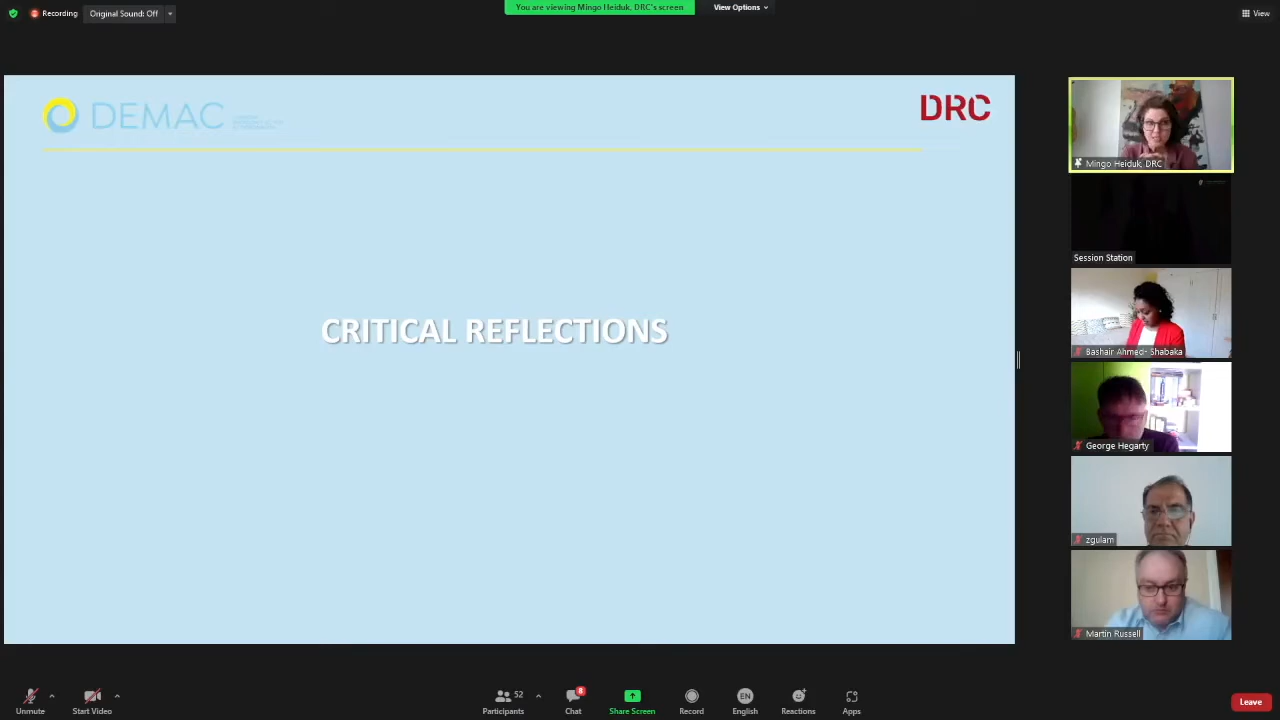 You are viewing Mingo Heiduk, DRC's screen
View Options
Recording
Original Sound: Off
View
DEMAC
DRC
CRITICAL REFLECTIONS
Mingo Heiduk, DRC
Session Station
Bashair Ahmed- Shabaka
George Hegarty
zgulam
Martin Russell
Unmute
Start Video
52
Participants
8
Chat
Share Screen
Record
EN
English
Reactions
Apps
Leave